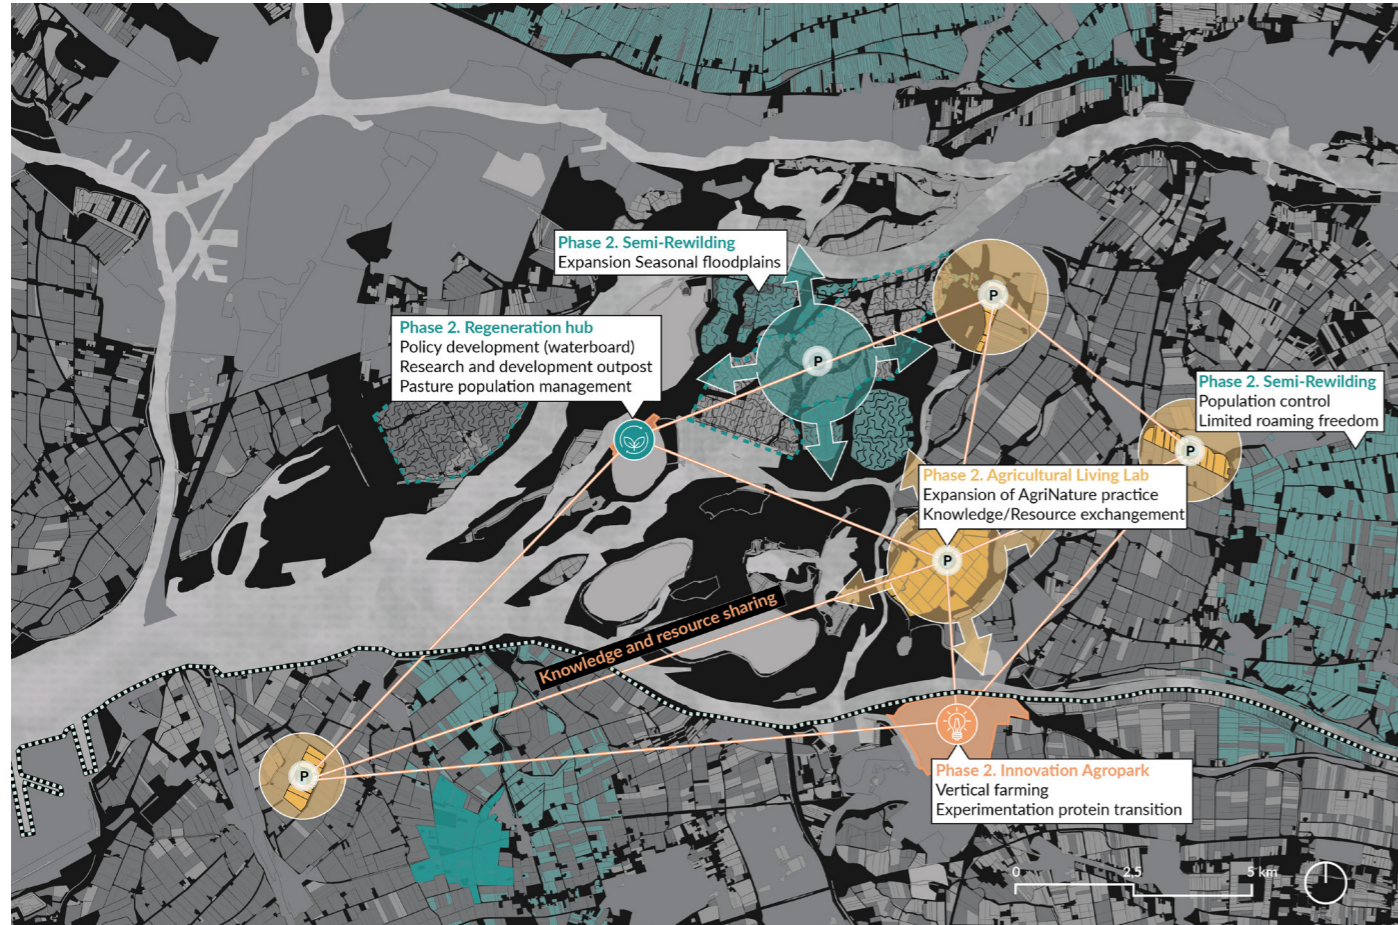 Phase 2. Semi-Rewilding
Expansion Seasonal floodplains
P
Phase 2. Regeneration hub
Policy development (waterboard)
Research and development outpost
Pasture population management
P
Phase 2. Semi-Rewilding
Population control
Limited roaming freedom
P
Phase 2. Agricultural Living Lab
Expansion of AgriNature practice
Knowledge/Resource exchangement
P
Knowledge and resource sharing
P
Phase 2. Innovation Agropark
Vertical farming
Experimentation protein transition
0 2.5 5 km